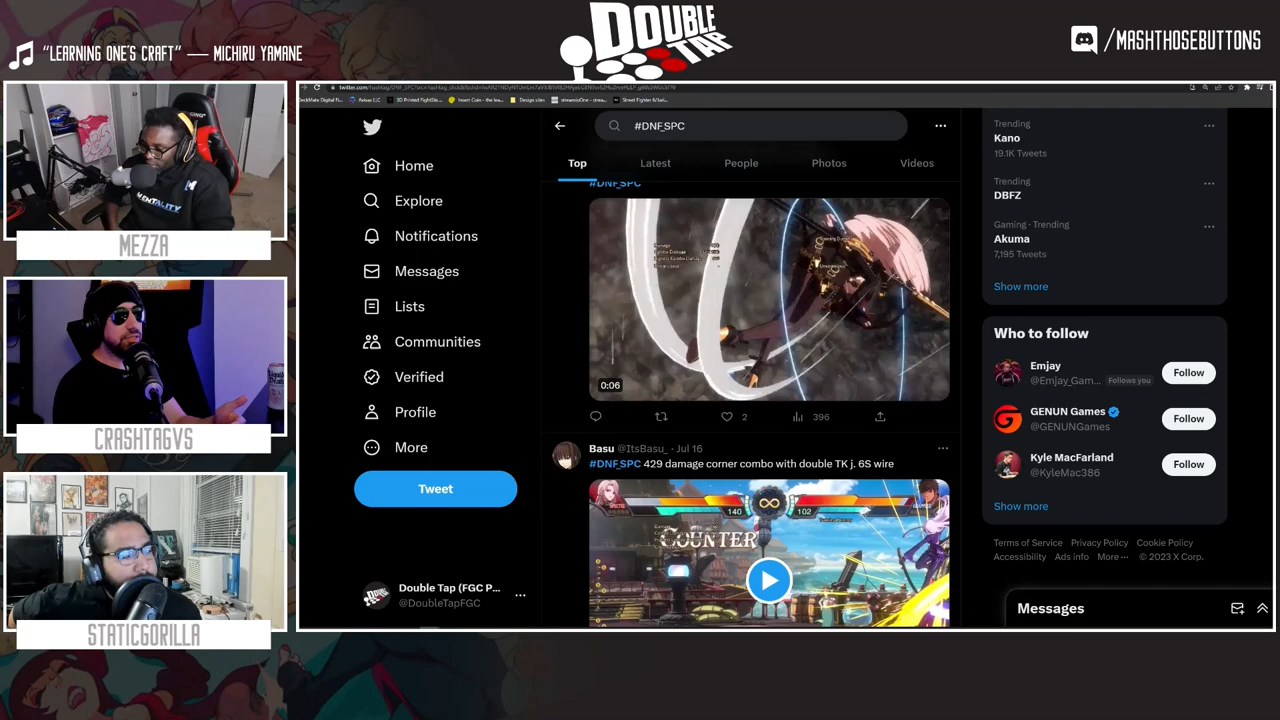 "LEARNING ONE'S CRAFT" — MICHIRU YAMANE
DOUBLE TAP
/MASHTHOSEBUTTONS
MENTALITY
MEZZA
CRASHTAGVS
STATICGORILLA
Design sites
Home
Explore
Notifications
Messages
Lists
Communities
Verified
Profile
More
Tweet
Double Tap (FGC P...
@DoubleTapFGC
#DNF_SPC
Top
Latest
People
Photos
Videos
#DNF_SPC
0:06
2
396
Basu @ItsBasu_ · Jul 16
#DNF_SPC 429 damage corner combo with double TK j. 6S wire
140
102
COUNTER
Trending
Kano
19.1K Tweets
Trending
DBFZ
Gaming · Trending
Akuma
7,195 Tweets
Show more
Who to follow
Emjay
@Emjay_Gam... Follows you
Follow
GENUN Games
@GENUNGames
Follow
Kyle MacFarland
@KyleMac386
Follow
Show more
Terms of Service Privacy Policy Cookie Policy
Accessibility Ads info More ··· © 2023 X Corp.
Messages